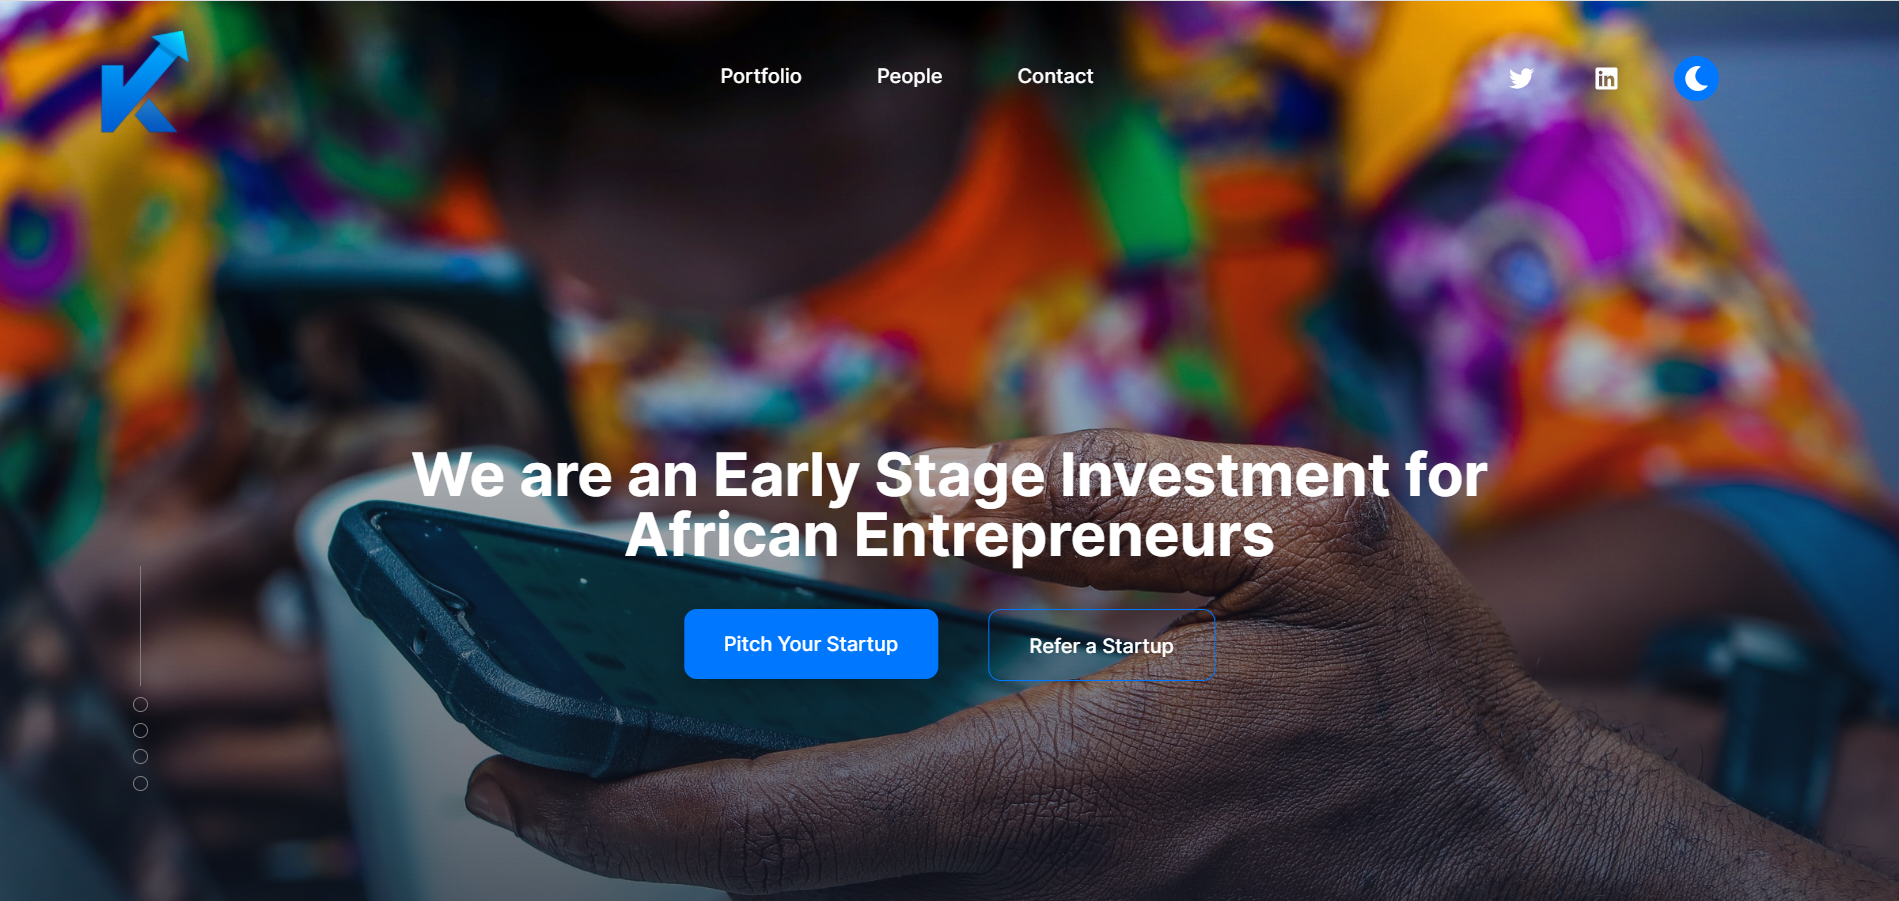 Portfolio People Contact
We are an Early Stage Investment for
African Entrepreneurs
Pitch Your Startup Refer a Startup